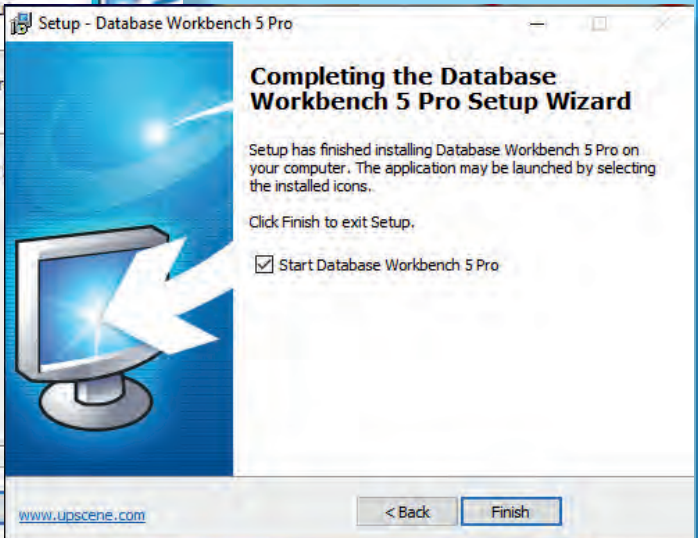 Setup - Database Workbench 5 Pro
Completing the Database
Workbench 5 Pro Setup Wizard
Setup has finished installing Database Workbench 5 Pro on
your computer. The application may be launched by selecting
the installed icons.
Click Finish to exit Setup.
Start Database Workbench 5 Pro
www.upscene.com
< Back
Finish